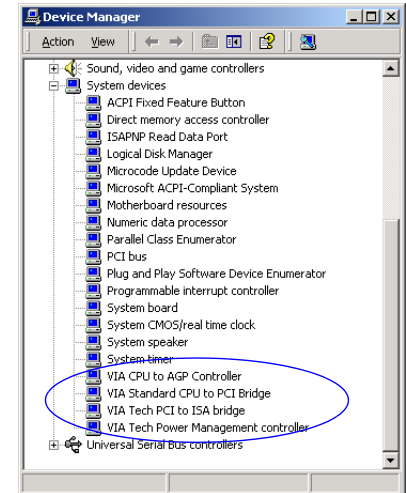 Device Manager
Action View
Sound, video and game controllers
System devices
ACPI Fixed Feature Button
Direct memory access controller
ISAPNP Read Data Port
Logical Disk Manager
Microcode Update Device
Microsoft ACPI-Compliant System
Motherboard resources
Numeric data processor
Parallel Class Enumerator
PCI bus
Plug and Play Software Device Enumerator
Programmable interrupt controller
System board
System CMOS/real time clock
System speaker
System timer
VIA CPU to AGP Controller
VIA Standard CPU to PCI Bridge
VIA Tech PCI to ISA bridge
VIA Tech Power Management controller
Universal Serial Bus controllers